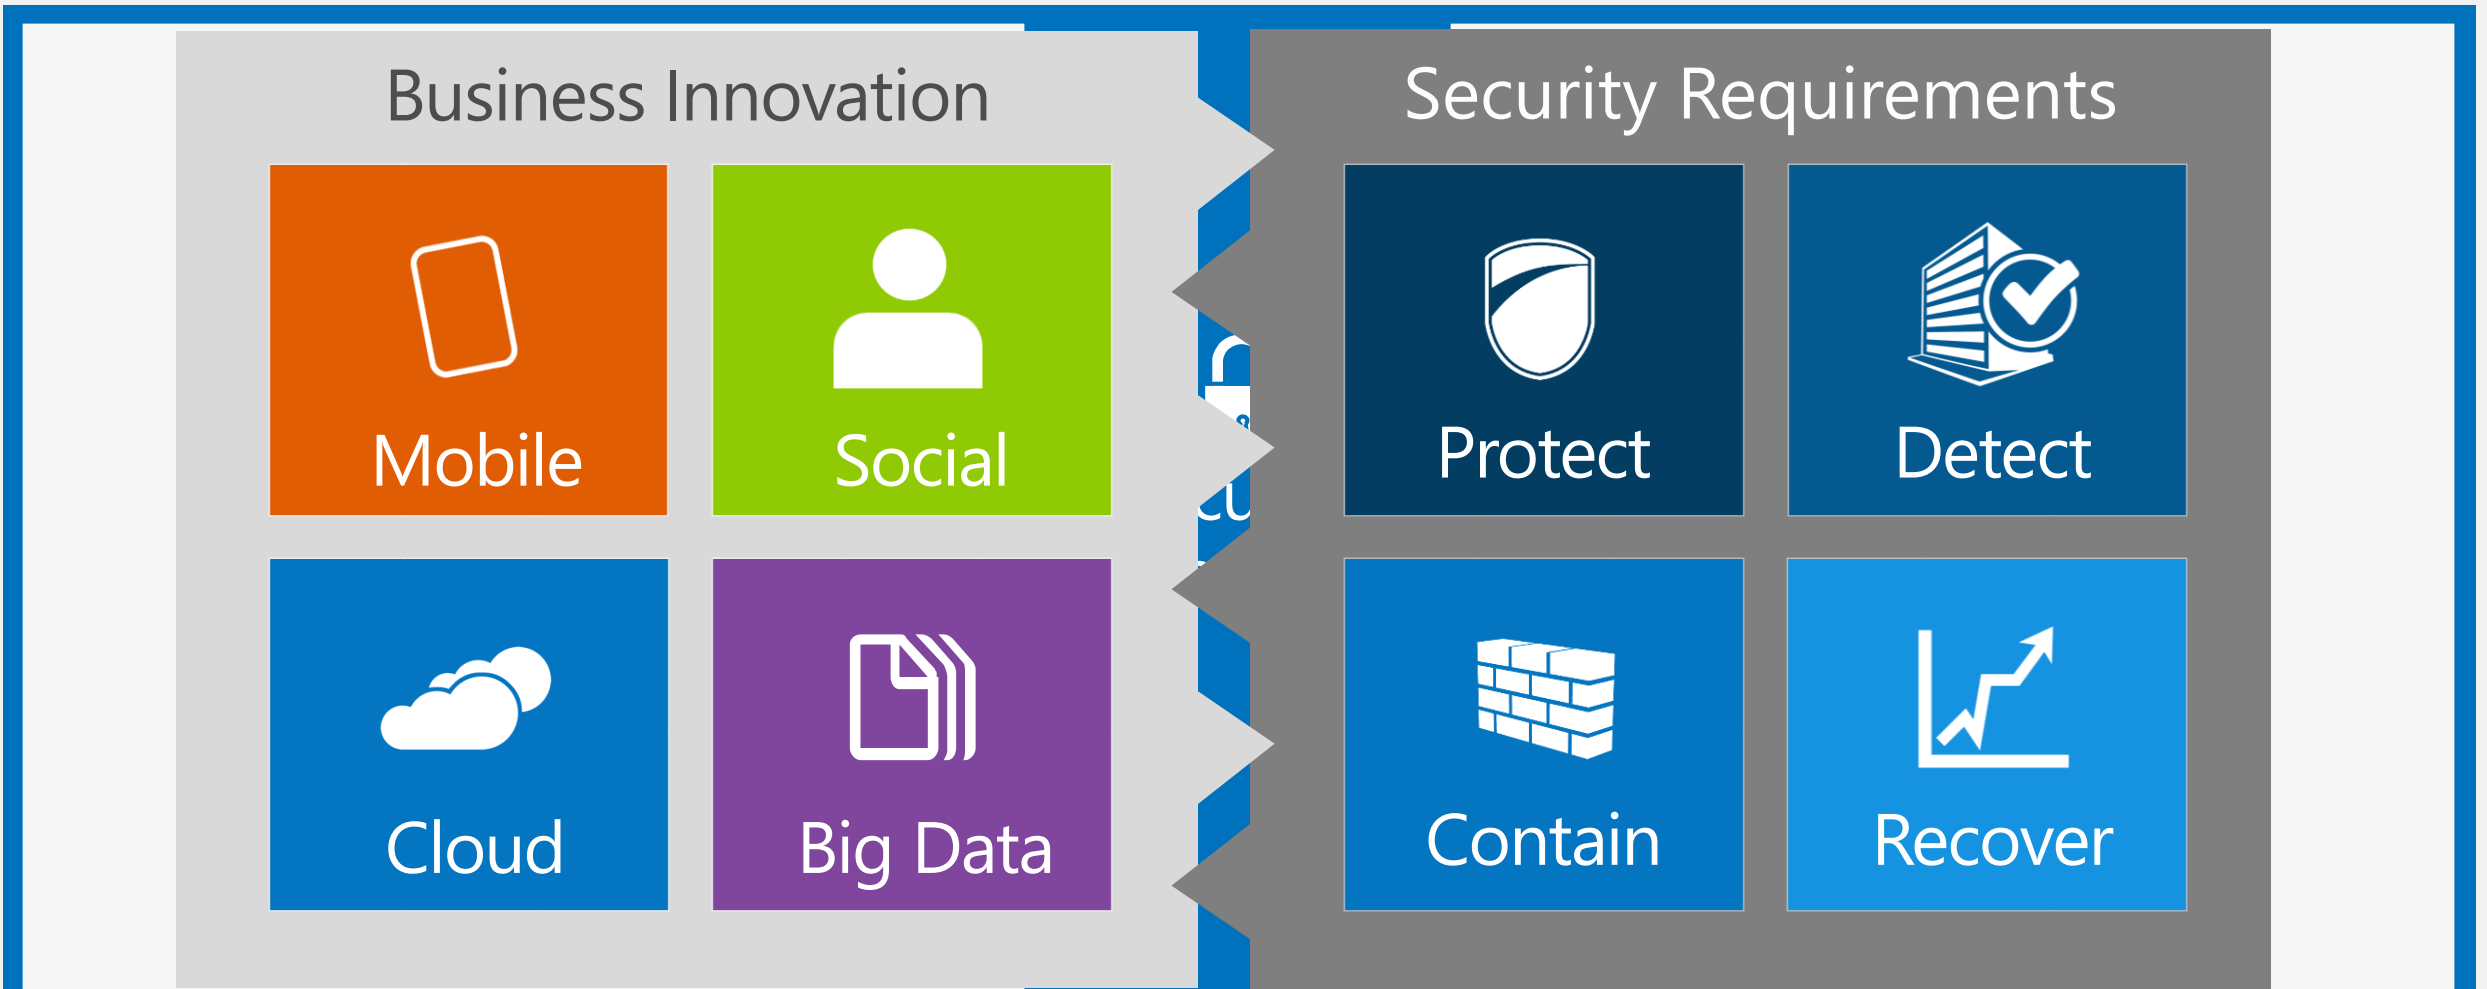 Business Innovation
Mobile
Social
Cloud
Big Data
Security Requirements
Protect
Detect
Contain
Recover